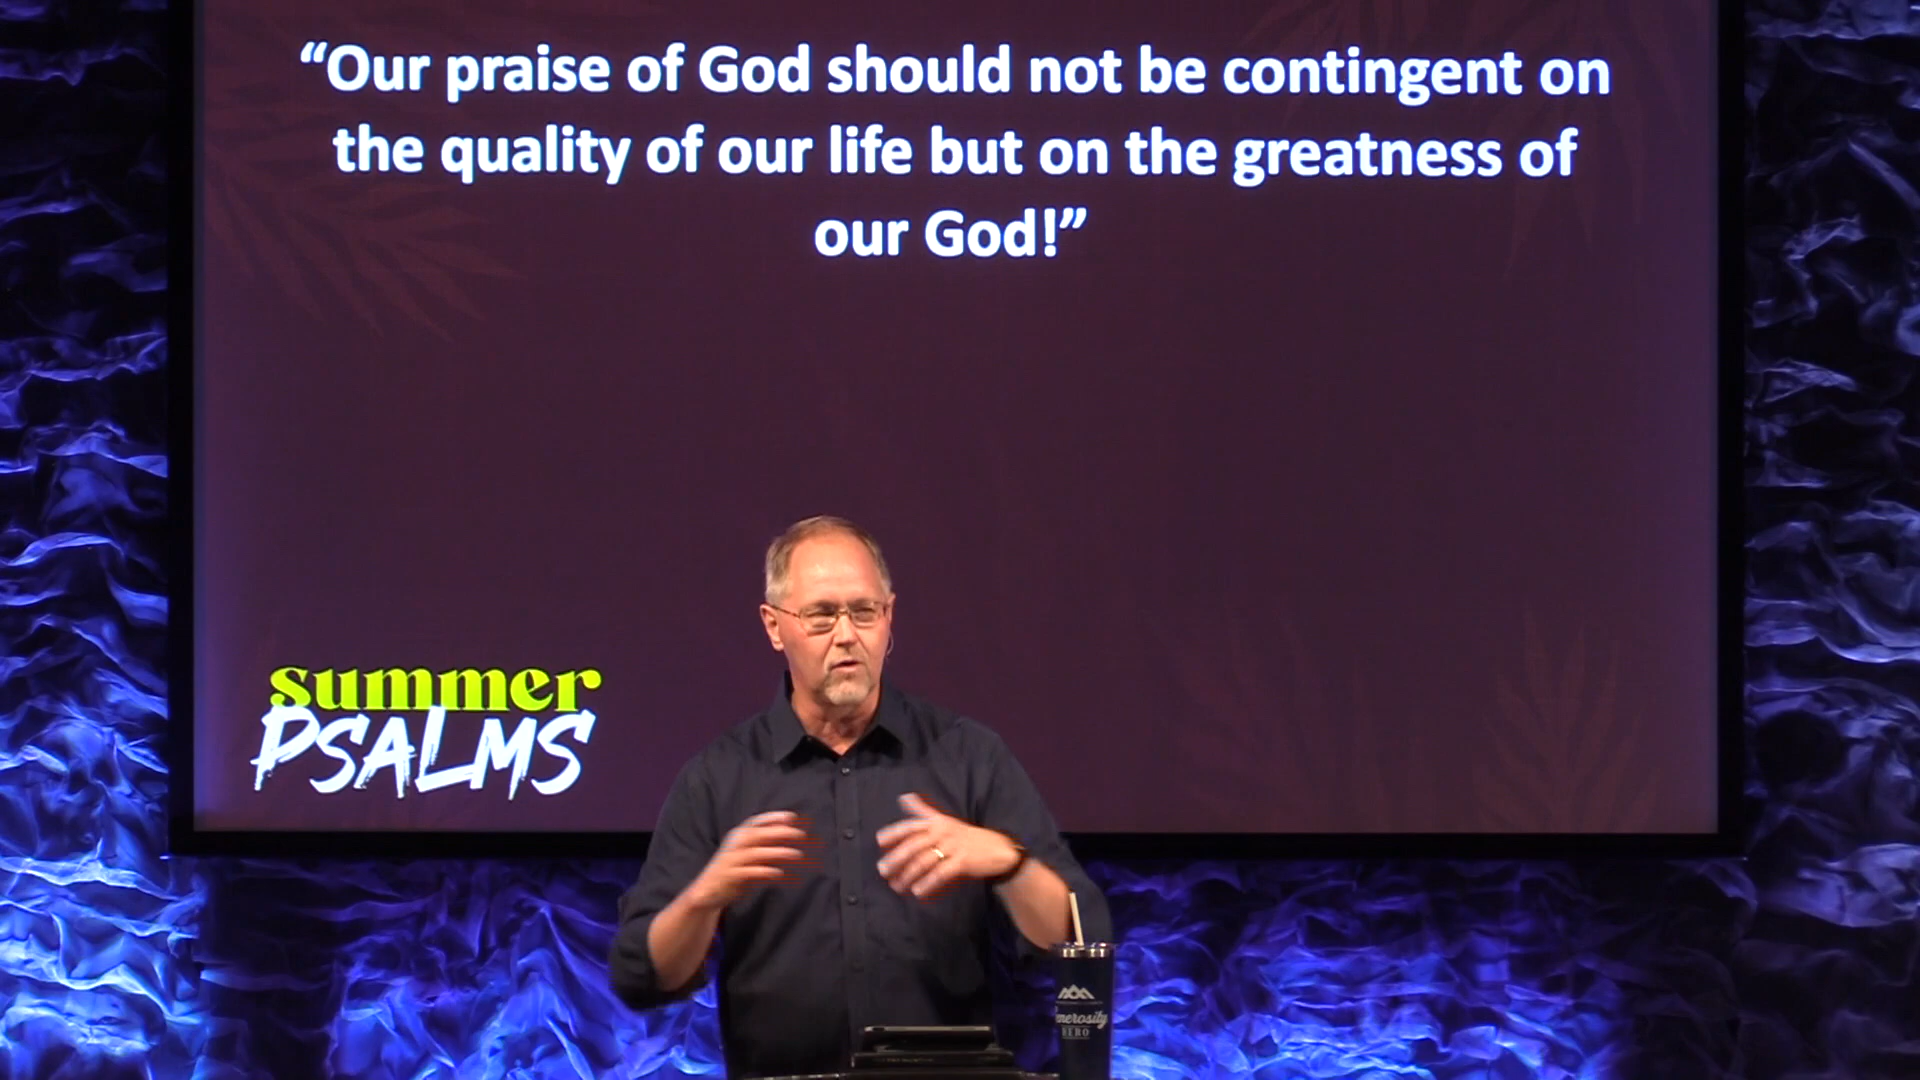 “Our praise of God should not be contingent on
the quality of our life but on the greatness of
our God!”
summer
PSALMS